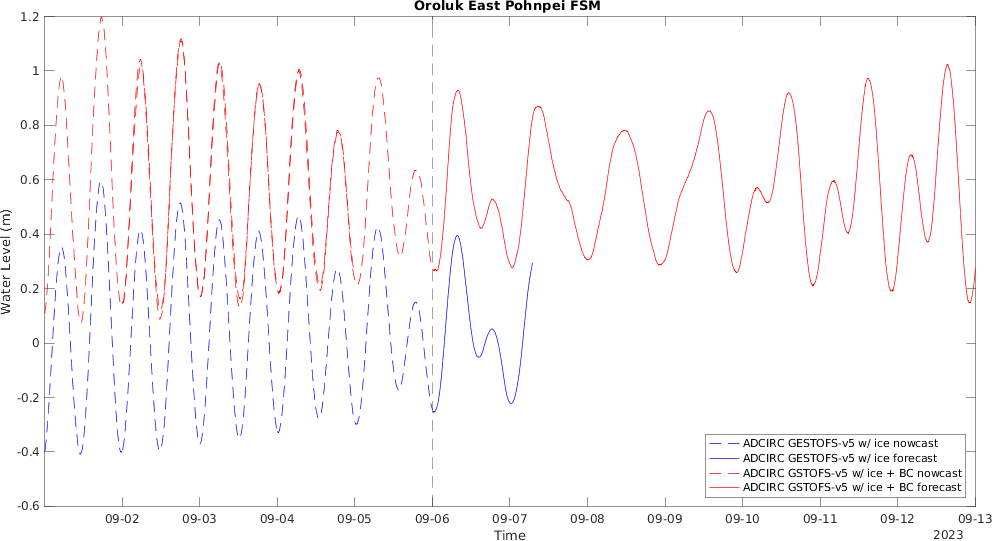 Oroluk East Pohnpei FSM
1.2
1
0.8
0.6
0.4
0.2
0
-0.2
-0.4
-0.6
Water Level (m)
ADCIRC GESTOFS-v5 w/ ice nowcast
ADCIRC GESTOFS-v5 w/ ice forecast
ADCIRC GSTOFS-v5 w/ ice + BC nowcast
ADCIRC GSTOFS-v5 w/ ice + BC forecast
09-02 09-03 09-04 09-05 09-06 09-07 09-08 09-09 09-10 09-11 09-12 09-13
Time
2023